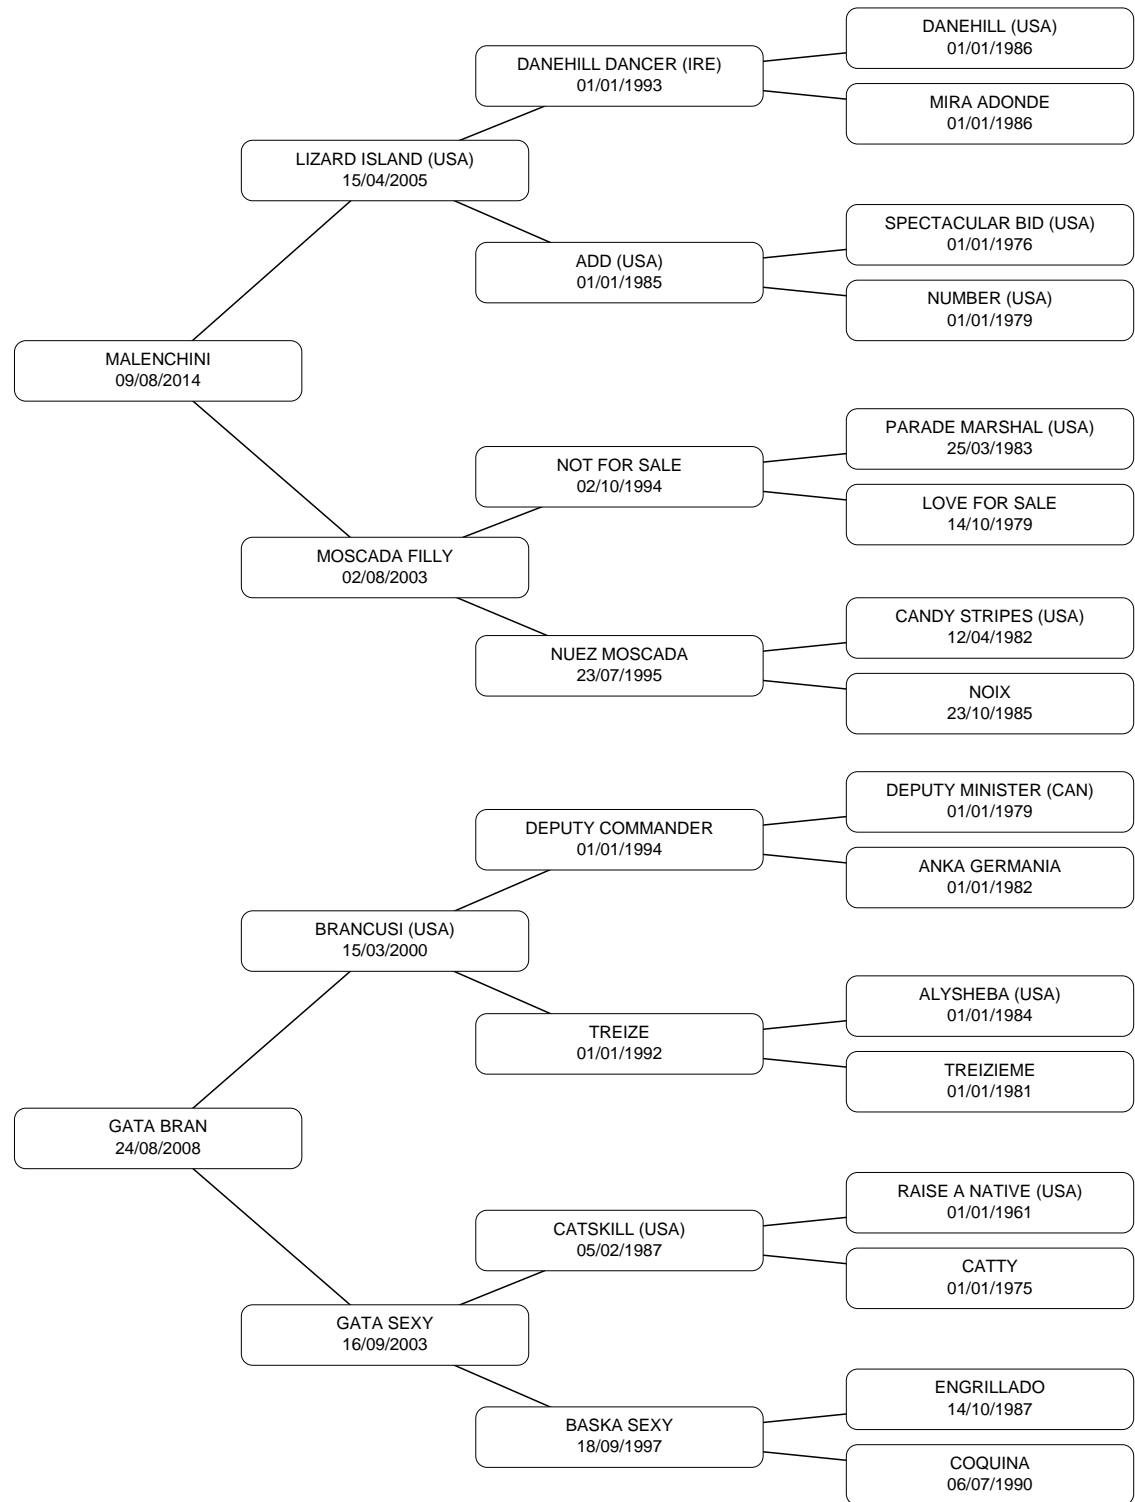 DANEHILL (USA)
01/01/1986
DANEHILL DANCER (IRE)
01/01/1993
MIRA ADONDE
01/01/1986
LIZARD ISLAND (USA)
15/04/2005
SPECTACULAR BID (USA)
01/01/1976
ADD (USA)
01/01/1985
NUMBER (USA)
01/01/1979
MALENCHINI
09/08/2014
PARADE MARSHAL (USA)
25/03/1983
NOT FOR SALE
02/10/1994
LOVE FOR SALE
14/10/1979
MOSCADA FILLY
02/08/2003
CANDY STRIPES (USA)
12/04/1982
NUEZ MOSCADA
23/07/1995
NOIX
23/10/1985
DEPUTY MINISTER (CAN)
01/01/1979
DEPUTY COMMANDER
01/01/1994
ANKA GERMANIA
01/01/1982
BRANCUSI (USA)
15/03/2000
ALYSHEBA (USA)
01/01/1984
TREIZE
01/01/1992
TREIZIEME
01/01/1981
GATA BRAN
24/08/2008
RAISE A NATIVE (USA)
01/01/1961
CATSKILL (USA)
05/02/1987
CATTY
01/01/1975
GATA SEXY
16/09/2003
ENGRILLADO
14/10/1987
BASKA SEXY
18/09/1997
COQUINA
06/07/1990